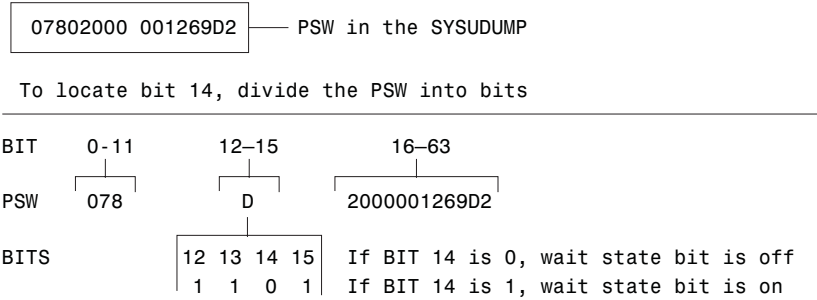 07802000 001269D2 PSW in the SYSUDUMP
To locate bit 14, divide the PSW into bits
BIT 0-11 12–15 16–63
PSW 078 D 2000001269D2
BITS 12 13 14 15 If BIT 14 is 0, wait state bit is off
1 1 0 1 If BIT 14 is 1, wait state bit is on